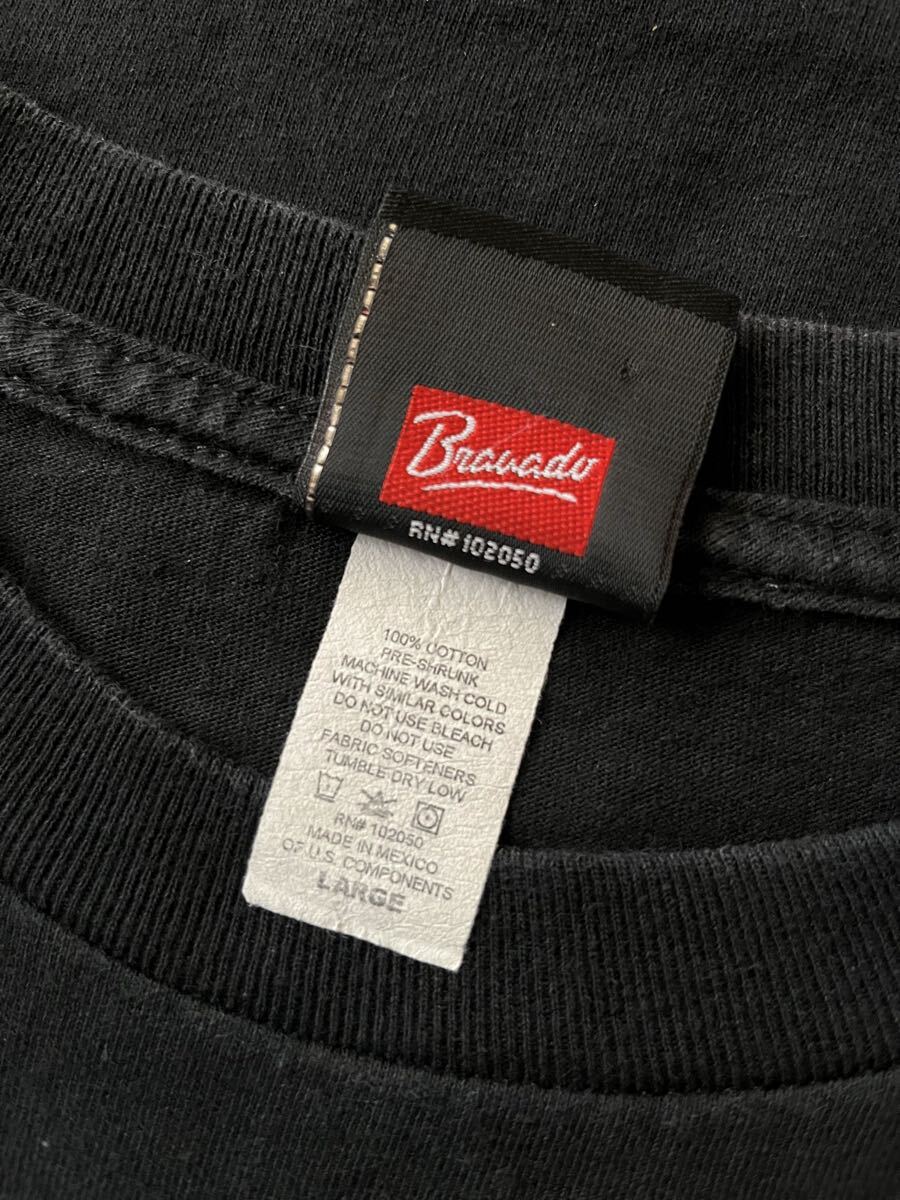 Bravado
RN#102050
100% COTTON
PRE-SHRUNK
MACHINE WASH COLD
WITH SIMILAR COLORS
DO NOT USE BLEACH
DO NOT USE
FABRIC SOFTENERS
TUMBLE DRY LOW
RN# 102050
MADE IN MEXICO
OF U.S. COMPONENTS
LARGE